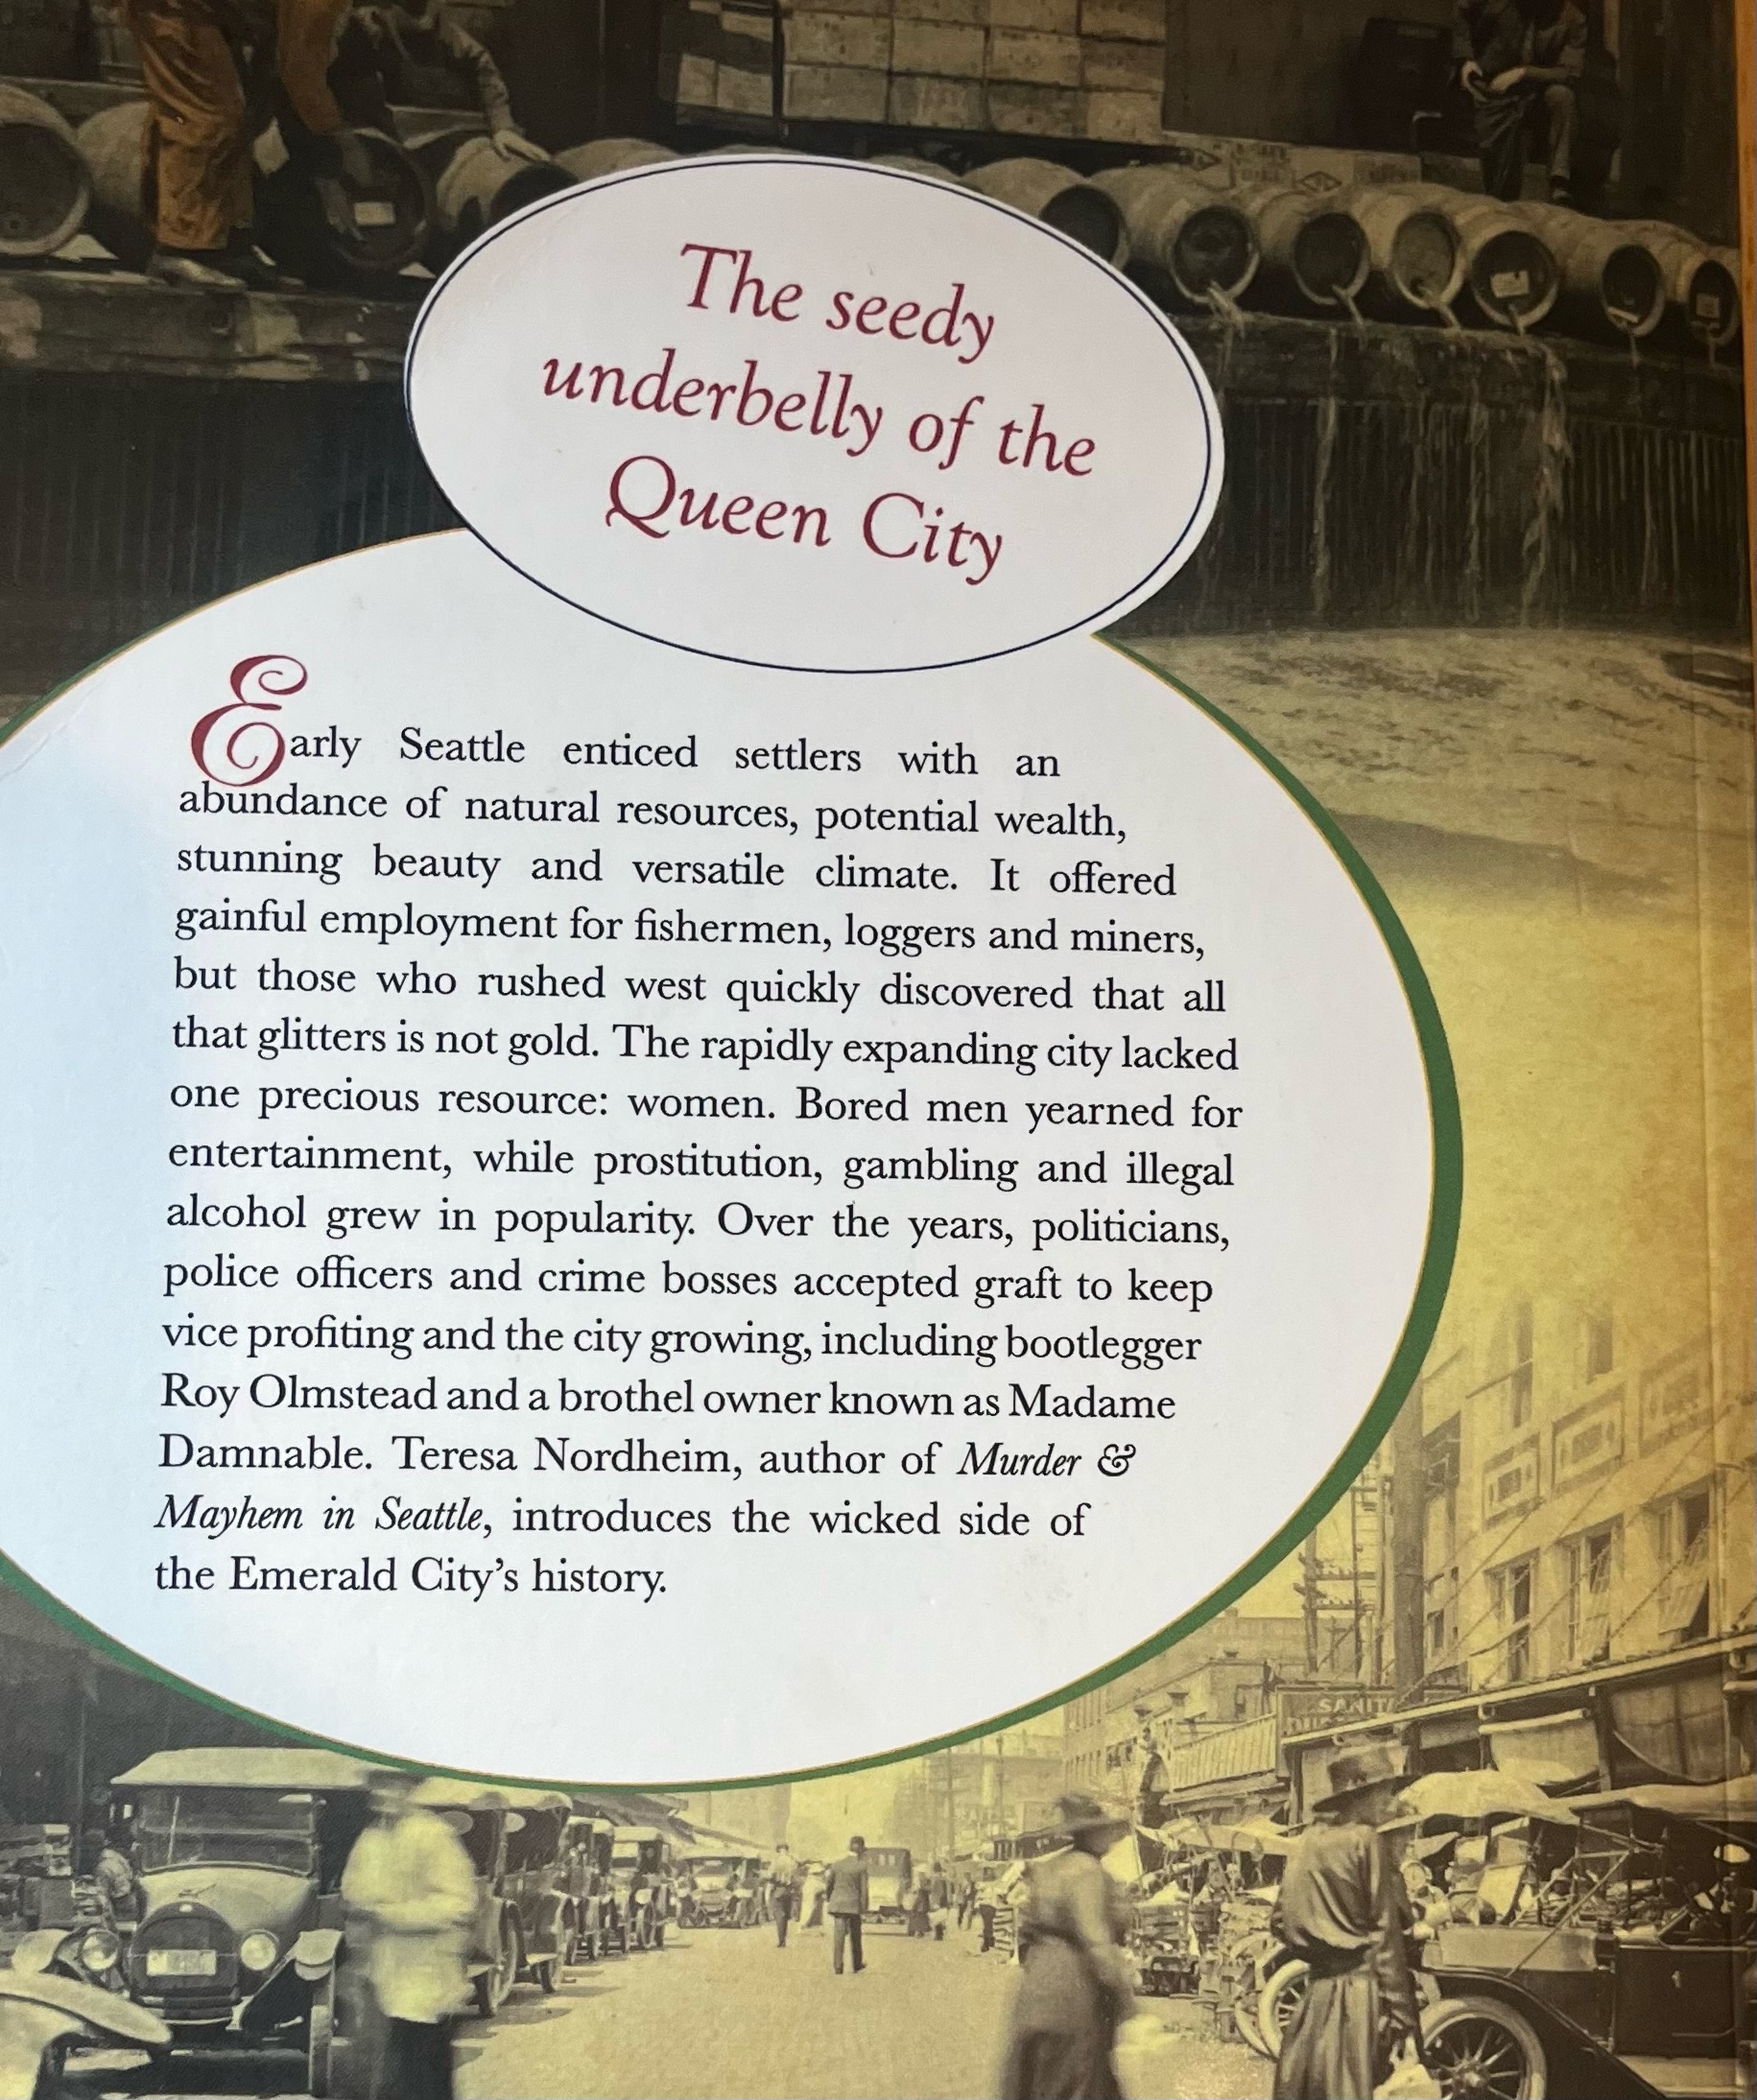 The seedy
underbelly of the
Queen City
Early Seattle enticed settlers with an
abundance of natural resources, potential wealth,
stunning beauty and versatile climate. It offered
gainful employment for fishermen, loggers and miners,
but those who rushed west quickly discovered that all
that glitters is not gold. The rapidly expanding city lacked
one precious resource: women. Bored men yearned for
entertainment, while prostitution, gambling and illegal
alcohol grew in popularity. Over the years, politicians,
police officers and crime bosses accepted graft to keep
vice profiting and the city growing, including bootlegger
Roy Olmstead and a brothel owner known as Madame
Damnable. Teresa Nordheim, author of Murder &
Mayhem in Seattle, introduces the wicked side of
the Emerald City's history.
SANIT